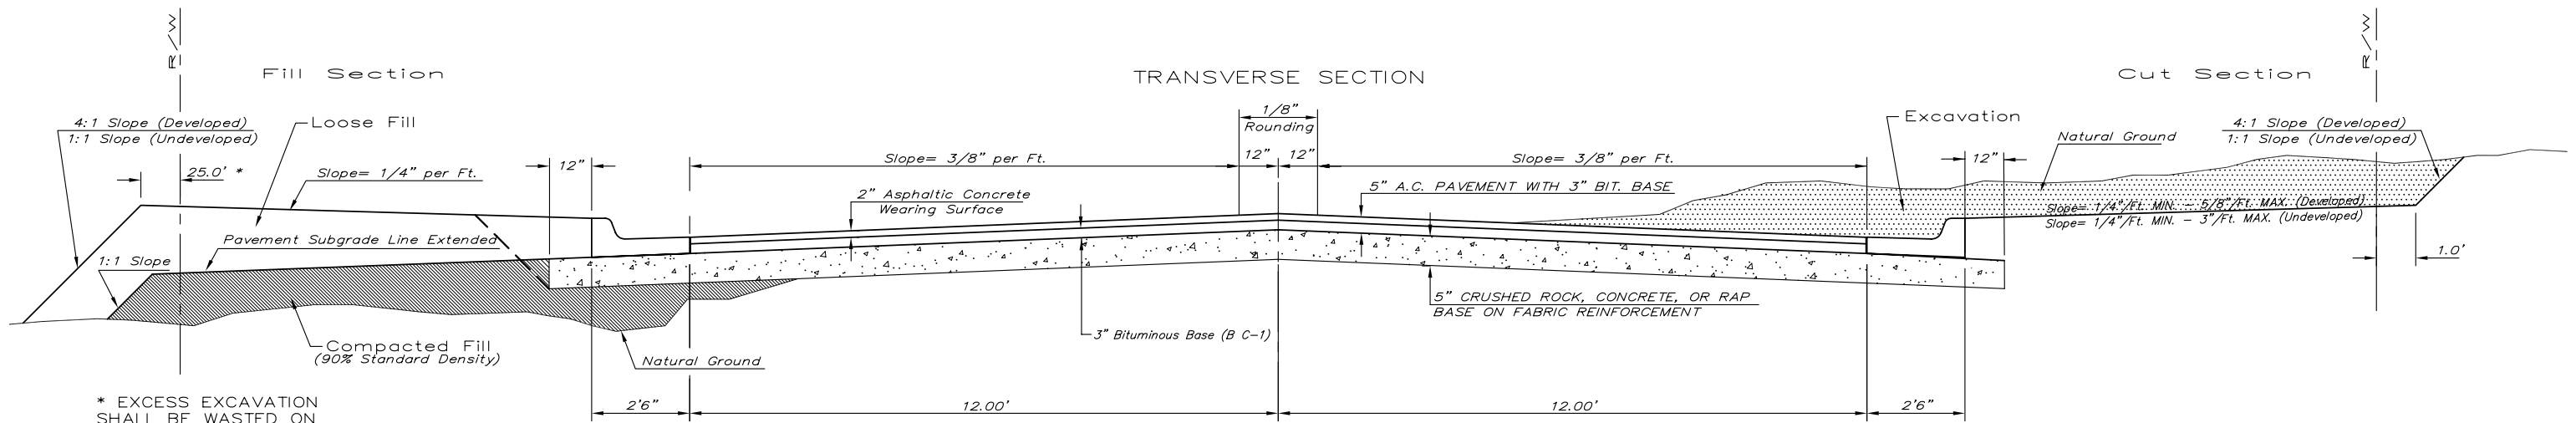 R/W
Fill Section
TRANSVERSE SECTION
Cut Section
R/W
1/8"
Rounding
4:1 Slope (Developed)
1:1 Slope (Undeveloped)
Loose Fill
Excavation
4:1 Slope (Developed)
1:1 Slope (Undeveloped)
Natural Ground
12"
Slope= 3/8" per Ft.
12"
12"
Slope= 3/8" per Ft.
12"
25.0' *
Slope= 1/4" per Ft.
2" Asphaltic Concrete
Wearing Surface
5" A.C. PAVEMENT WITH 3" BIT. BASE
Slope= 1/4"/Ft. MIN. - 5/8"/Ft. MAX. (Developed)
Slope= 1/4"/Ft. MIN. - 3"/Ft. MAX. (Undeveloped)
Pavement Subgrade Line Extended
1:1 Slope
1.0'
5" CRUSHED ROCK, CONCRETE, OR RAP
BASE ON FABRIC REINFORCEMENT
3" Bituminous Base (B C-1)
Compacted Fill
(90% Standard Density)
Natural Ground
* EXCESS EXCAVATION
SHALL BE WASTED ON
2'6"
12.00'
12.00'
2'6"